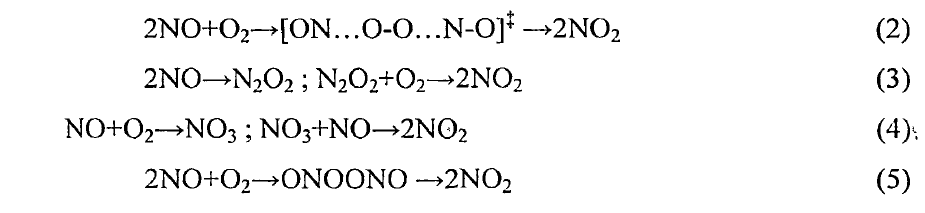 2NO+O₂→[ON…O-O…N-O]‡ →2NO₂ (2)
2NO→N₂O₂ ; N₂O₂+O₂→2NO₂ (3)
NO+O₂→NO₃ ; NO₃+NO→2NO₂ (4)
2NO+O₂→ONOONO →2NO₂ (5)